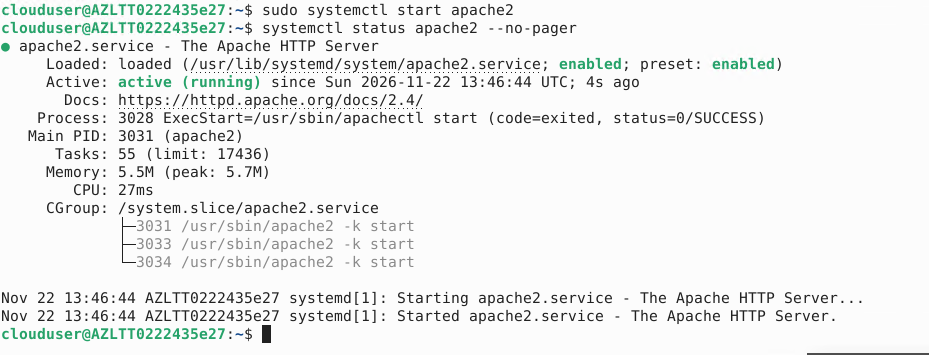 clouduser@AZLTT0222435e27:~$ sudo systemctl start apache2
clouduser@AZLTT0222435e27:~$ systemctl status apache2 --no-pager
● apache2.service - The Apache HTTP Server
     Loaded: loaded (/usr/lib/systemd/system/apache2.service; enabled; preset: enabled)
     Active: active (running) since Sun 2026-11-22 13:46:44 UTC; 4s ago
       Docs: https://httpd.apache.org/docs/2.4/
    Process: 3028 ExecStart=/usr/sbin/apachectl start (code=exited, status=0/SUCCESS)
   Main PID: 3031 (apache2)
      Tasks: 55 (limit: 17436)
     Memory: 5.5M (peak: 5.7M)
        CPU: 27ms
     CGroup: /system.slice/apache2.service
             ├─3031 /usr/sbin/apache2 -k start
             ├─3033 /usr/sbin/apache2 -k start
             └─3034 /usr/sbin/apache2 -k start

Nov 22 13:46:44 AZLTT0222435e27 systemd[1]: Starting apache2.service - The Apache HTTP Server...
Nov 22 13:46:44 AZLTT0222435e27 systemd[1]: Started apache2.service - The Apache HTTP Server.
clouduser@AZLTT0222435e27:~$